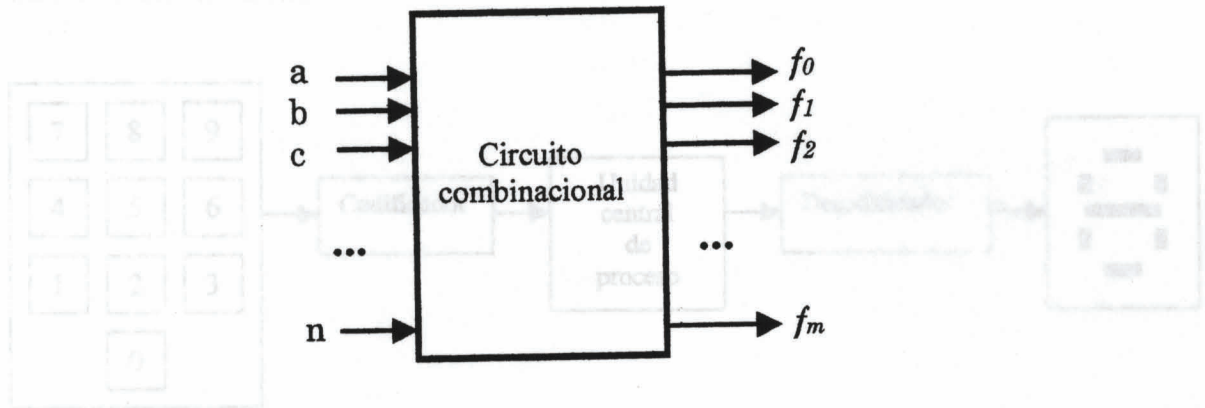 a
b
c
...
n
Circuito
combinacional
f0
f1
f2
...
fm
7 8 9
4 5 6
1 2 3
0
Codificador
Unidad
central
de
proceso